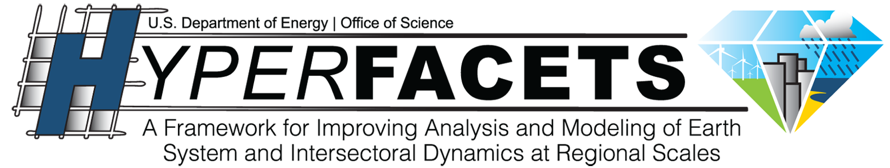 U.S. Department of Energy | Office of Science
HYPERFACETS
A Framework for Improving Analysis and Modeling of Earth
System and Intersectoral Dynamics at Regional Scales